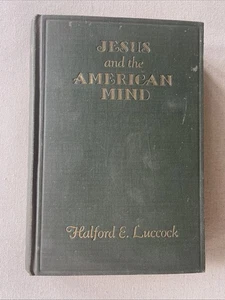 JESUS
and the
AMERICAN
MIND
Halford E. Luccock